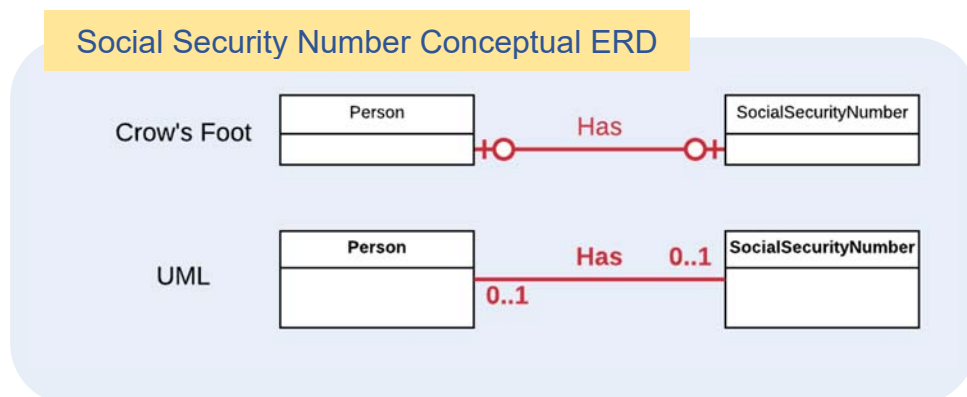 Social Security Number Conceptual ERD
Crow's Foot
Person
Has
SocialSecurityNumber
UML
Person
Has
0..1
SocialSecurityNumber
0..1